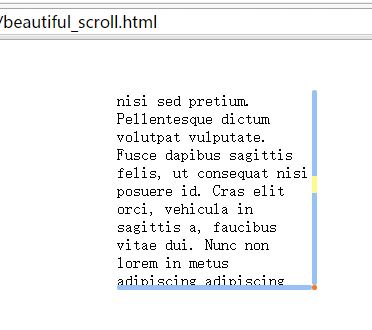 /beautiful_scroll.html
nisi sed pretium.
Pellentesque dictum
volutpat vulputate.
Fusce dapibus sagittis
felis, ut consequat nisi
posuere id. Cras elit
orci, vehicula in
sagittis a, faucibus
vitae dui. Nunc non
lorem in metus
adipiscing adipiscing